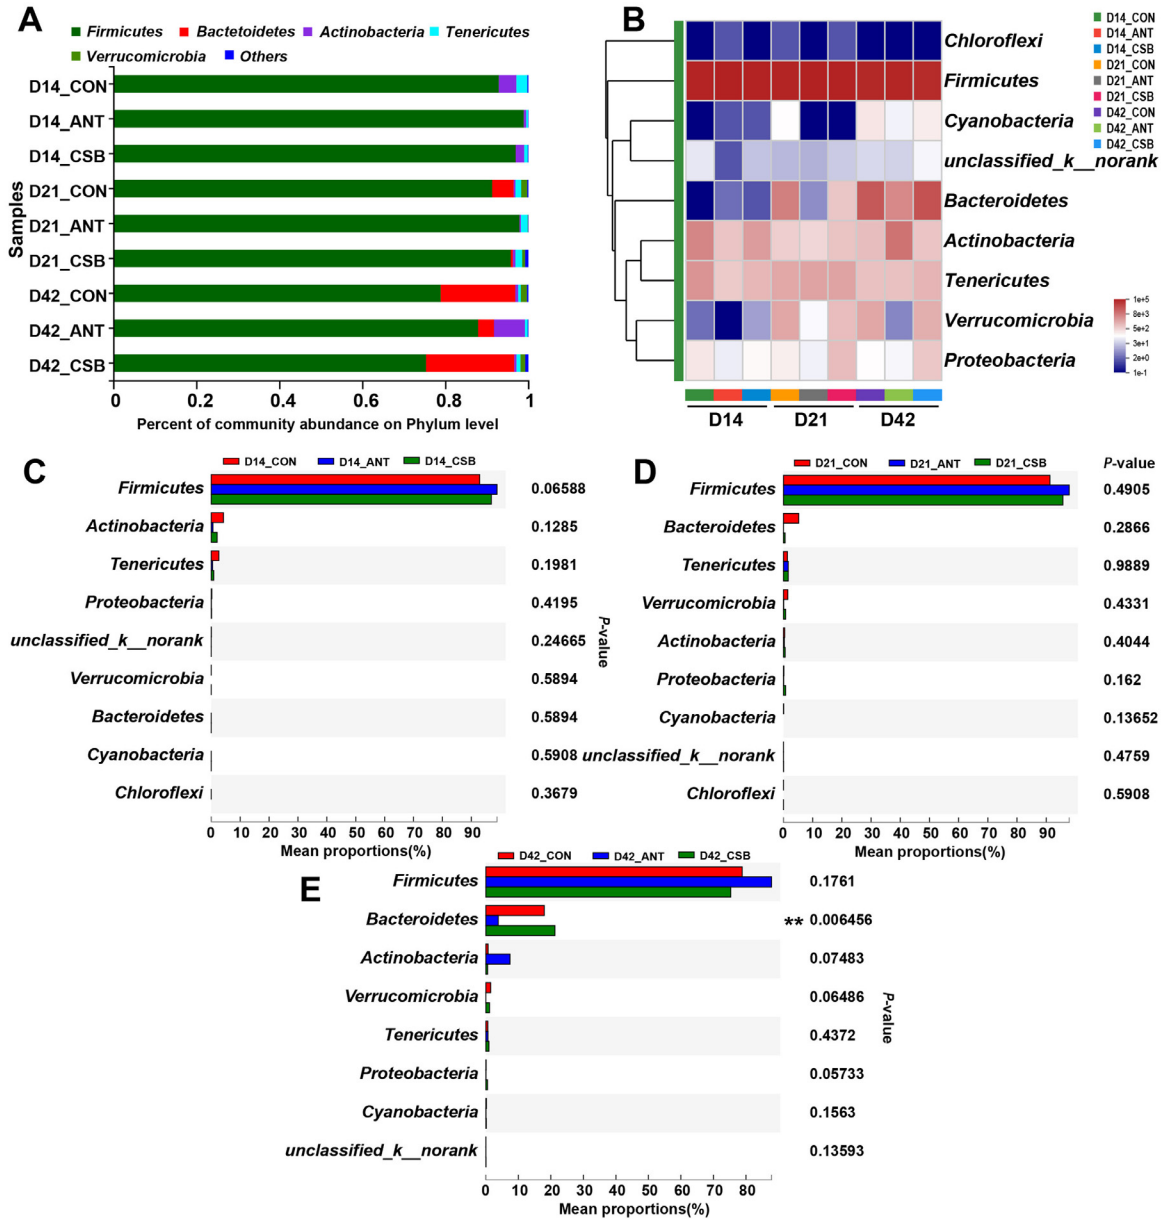 A
Firmicutes
Bactetoidetes
Actinobacteria
Tenericutes
Verrucomicrobia
Others
Samples
D14_CON
D14_ANT
D14_CSB
D21_CON
D21_ANT
D21_CSB
D42_CON
D42_ANT
D42_CSB
0 0.2 0.4 0.6 0.8 1
Percent of community abundance on Phylum level
B
Chloroflexi
Firmicutes
Cyanobacteria
unclassified_k__norank
Bacteroidetes
Actinobacteria
Tenericutes
Verrucomicrobia
Proteobacteria
D14 D21 D42
D14_CON
D14_ANT
D14_CSB
D21_CON
D21_ANT
D21_CSB
D42_CON
D42_ANT
D42_CSB
1e+5
8e+3
5e+2
3e+1
2e+0
1e-1
C
D14_CON D14_ANT D14_CSB
Firmicutes 0.06588
Actinobacteria 0.1285
Tenericutes 0.1981
Proteobacteria 0.4195
unclassified_k__norank 0.24665
Verrucomicrobia 0.5894
Bacteroidetes 0.5894
Cyanobacteria 0.5908
Chloroflexi 0.3679
P-value
0 10 20 30 40 50 60 70 80 90
Mean proportions(%)
D
D21_CON D21_ANT D21_CSB
P-value
Firmicutes 0.4905
Bacteroidetes 0.2866
Tenericutes 0.9889
Verrucomicrobia 0.4331
Actinobacteria 0.4044
Proteobacteria 0.162
Cyanobacteria 0.13652
unclassified_k__norank 0.4759
Chloroflexi 0.5908
0 10 20 30 40 50 60 70 80 90
Mean proportions(%)
E
D42_CON D42_ANT D42_CSB
Firmicutes 0.1761
Bacteroidetes ** 0.006456
Actinobacteria 0.07483
Verrucomicrobia 0.06486
Tenericutes 0.4372
Proteobacteria 0.05733
Cyanobacteria 0.1563
unclassified_k__norank 0.13593
P-value
0 10 20 30 40 50 60 70 80
Mean proportions(%)